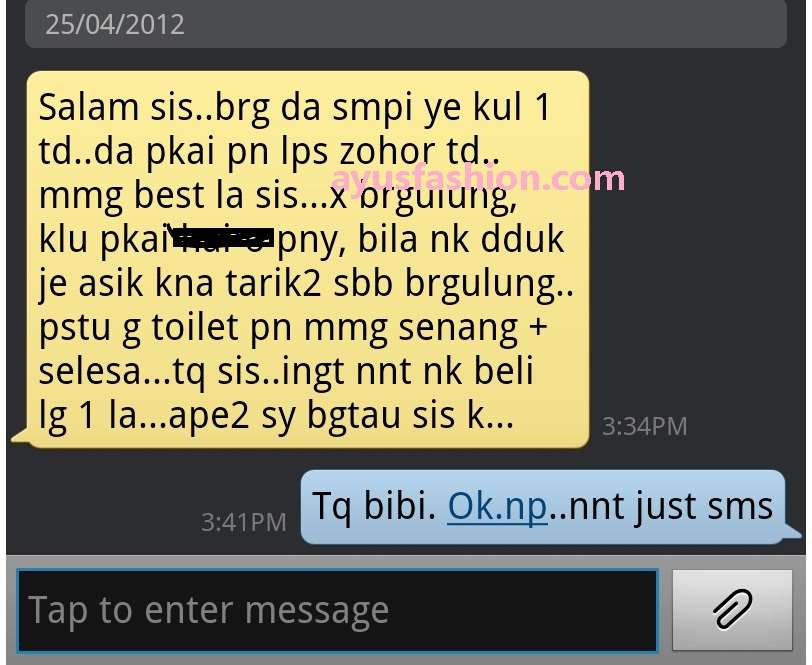 25/04/2012
Salam sis..brg da smpi ye kul 1
td..da pkai pn lps zohor td..
ayusfashion.com
mmg best la sis...x brgulung,
klu pkai pny, bila nk dduk
je asik kna tarik2 sbb brgulung..
pstu g toilet pn mmg senang +
selesa...tq sis..ingt nnt nk beli
lg 1 la...ape2 sy bgtau sis k...
3:34PM
Tq bibi. Ok.np..nnt just sms
3:41PM
Tap to enter message